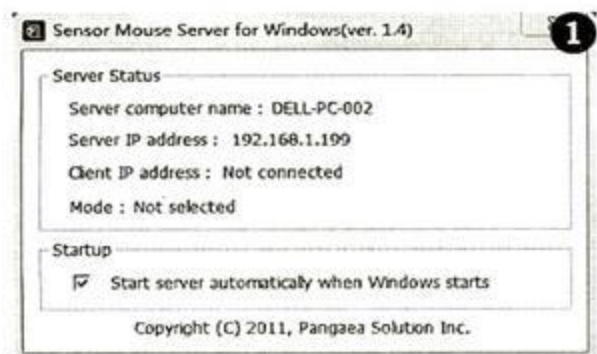 Sensor Mouse Server for Windows(ver. 1.4)
1
Server Status
Server computer name : DELL-PC-002
Server IP address : 192.168.1.199
Client IP address : Not connected
Mode : Not selected
Startup
Start server automatically when Windows starts
Copyright (C) 2011, Pangaea Solution Inc.